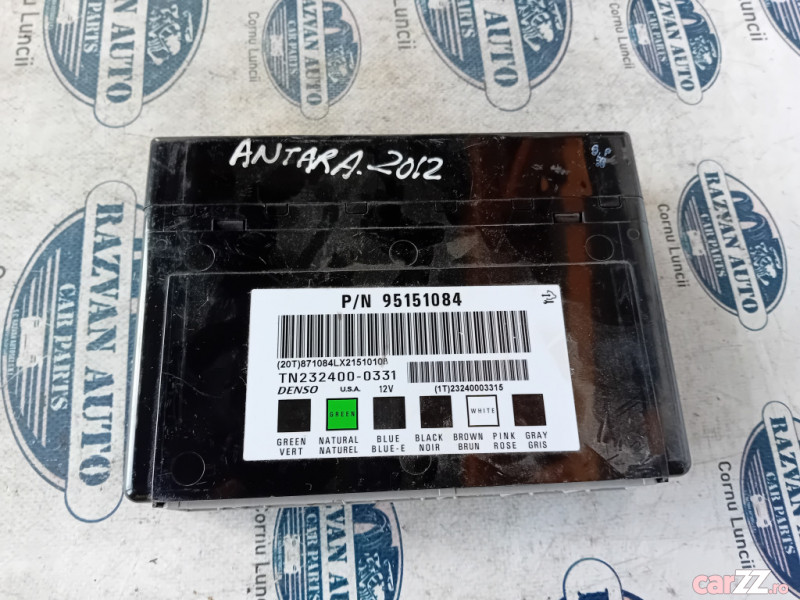 ANTARA. 2012
P/N 95151084
(20T)871084LX2151010B
TN232400-0331
DENSO U.S.A. 12V (1T)23240003315
GREEN WHITE
GREEN NATURAL BLUE BLACK BROWN PINK GRAY
VERT NATUREL BLUE-E NOIR BRUN ROSE GRIS
RAZVAN AUTO
CAR PARTS
Cornu Luncii
carZZ.ro